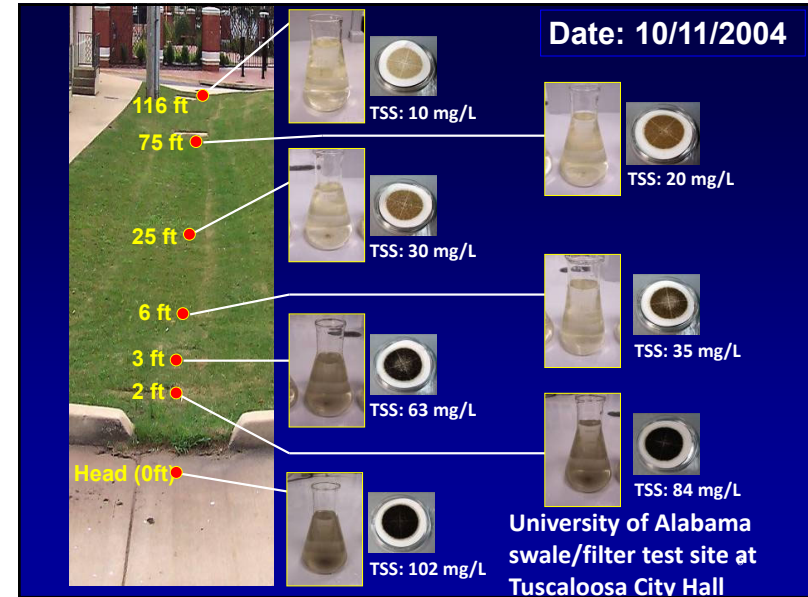 Date: 10/11/2004
116 ft
TSS: 10 mg/L
75 ft
TSS: 20 mg/L
25 ft
TSS: 30 mg/L
6 ft
TSS: 35 mg/L
3 ft
TSS: 63 mg/L
2 ft
TSS: 84 mg/L
Head (0ft)
TSS: 102 mg/L
University of Alabama
swale/filter test site at
Tuscaloosa City Hall